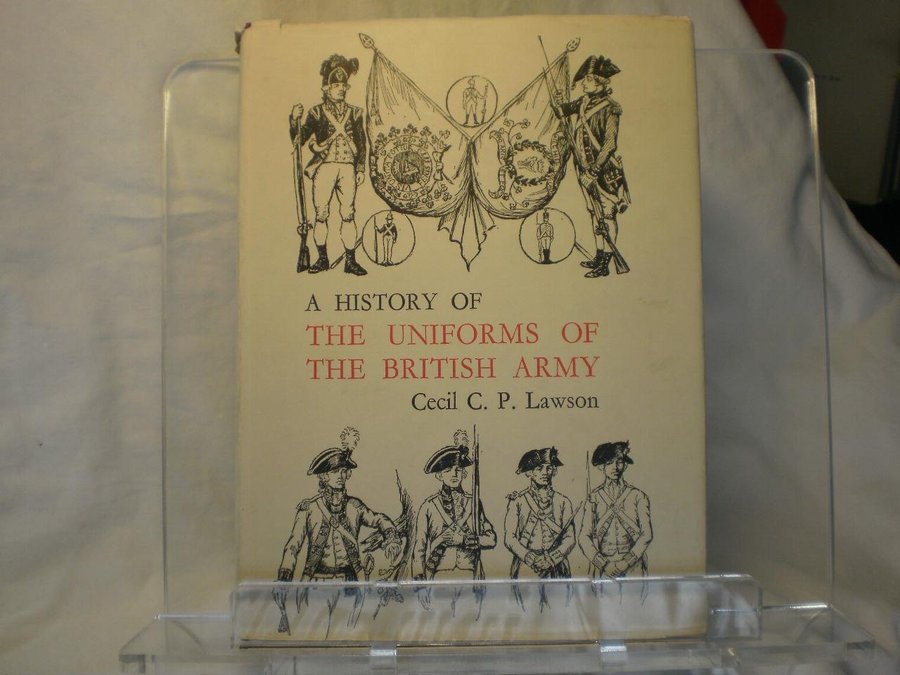 A HISTORY OF
THE UNIFORMS OF
THE BRITISH ARMY
Cecil C. P. Lawson